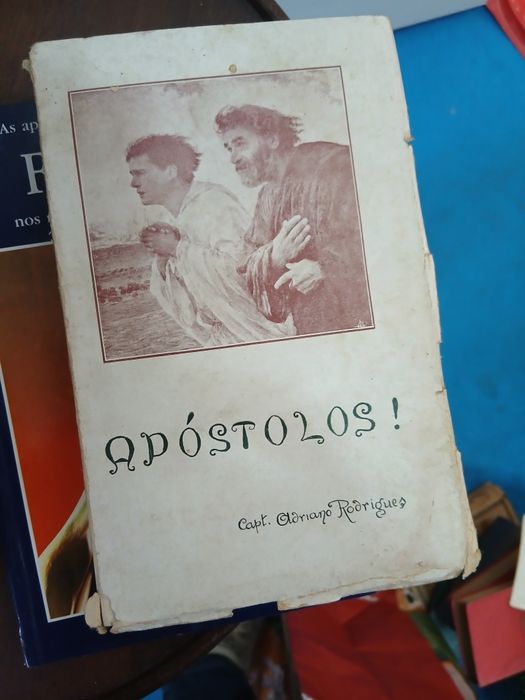 APÓSTOLOS!
Capt. Adriano Rodrigues
As ap
nos